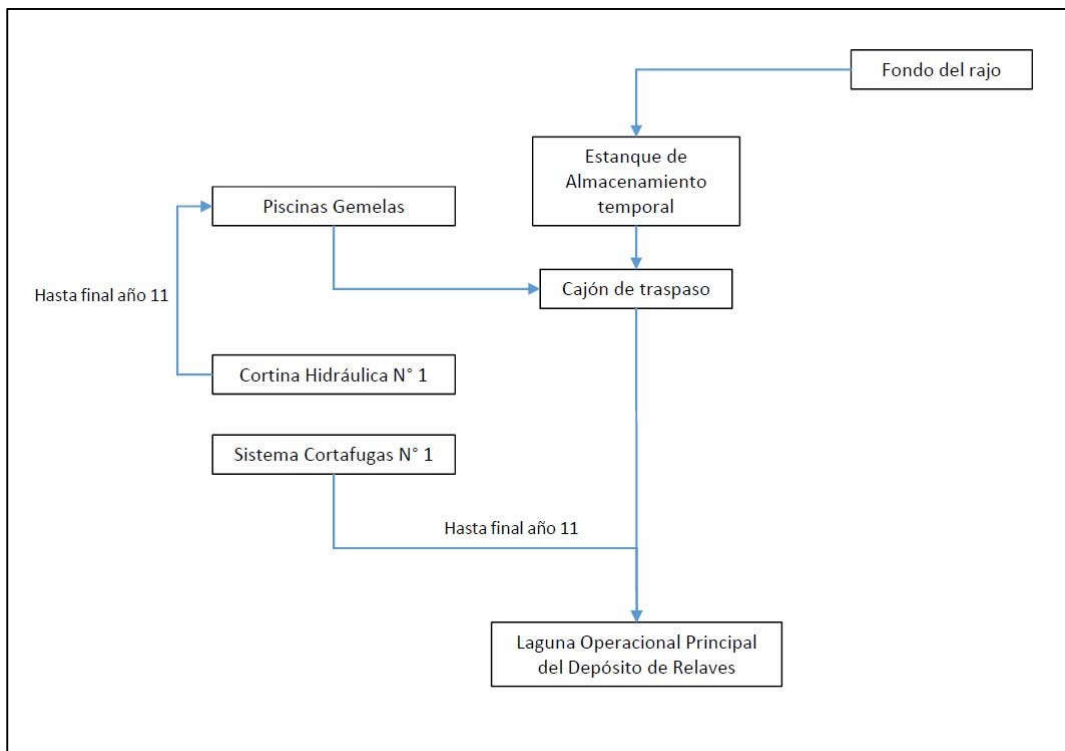 Fondo del rajo
Estanque de
Almacenamiento
temporal
Piscinas Gemelas
Hasta final año 11
Cajón de traspaso
Cortina Hidráulica N° 1
Sistema Cortafugas N° 1
Hasta final año 11
Laguna Operacional Principal
del Depósito de Relaves